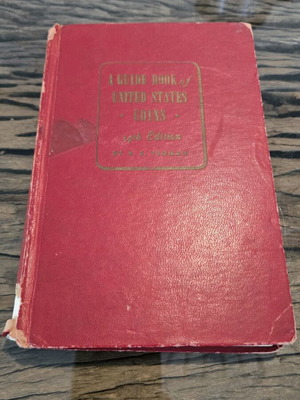 A GUIDE BOOK of
UNITED STATES
• COINS •
Edition